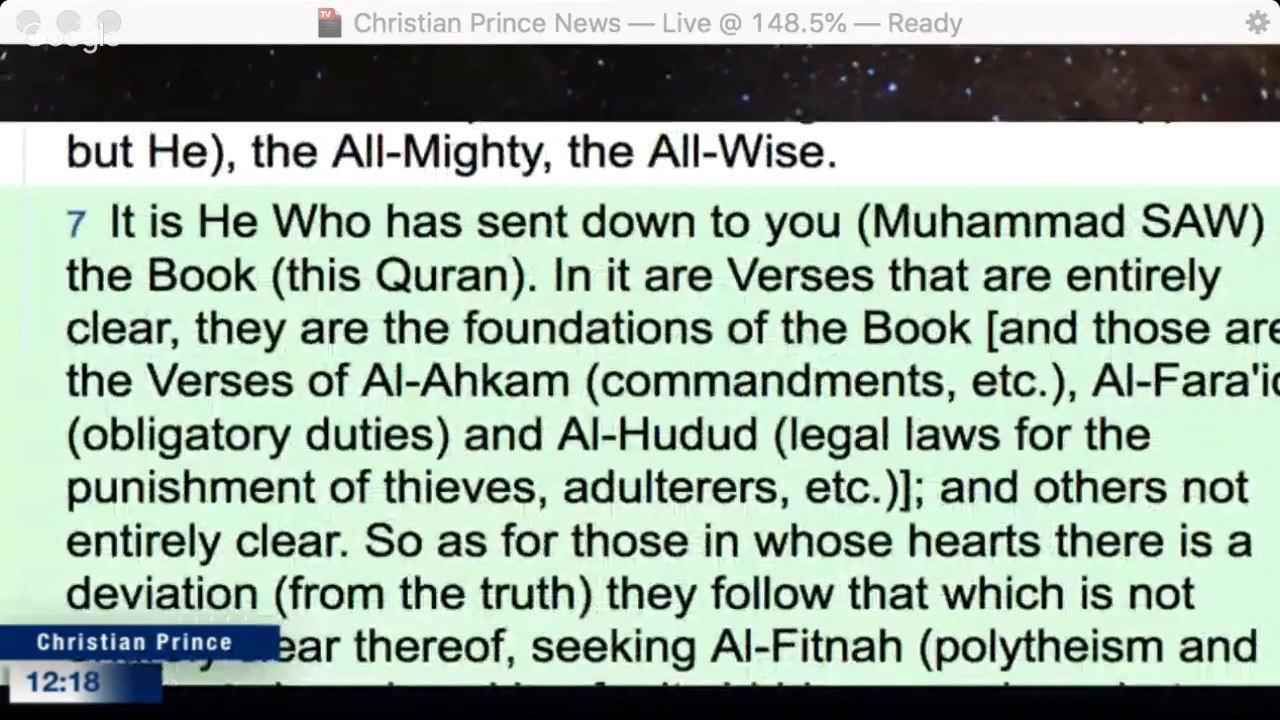 Christian Prince News — Live @ 148.5% — Ready
Google
but He), the All-Mighty, the All-Wise.
7 It is He Who has sent down to you (Muhammad SAW)
the Book (this Quran). In it are Verses that are entirely
clear, they are the foundations of the Book [and those are
the Verses of Al-Ahkam (commandments, etc.), Al-Fara'id
(obligatory duties) and Al-Hudud (legal laws for the
punishment of thieves, adulterers, etc.)]; and others not
entirely clear. So as for those in whose hearts there is a
deviation (from the truth) they follow that which is not
thereof, seeking Al-Fitnah (polytheism and
Christian Prince
12:18